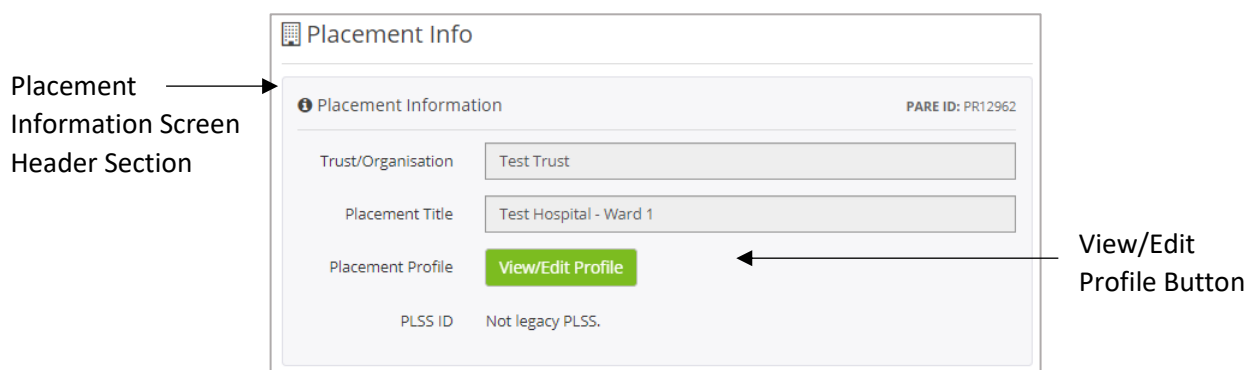 Placement Info
Placement
Information Screen
Header Section
Placement Information
PARE ID: PR12962
Trust/Organisation
Test Trust
Placement Title
Test Hospital - Ward 1
Placement Profile
View/Edit Profile
PLSS ID
Not legacy PLSS.
View/Edit
Profile Button